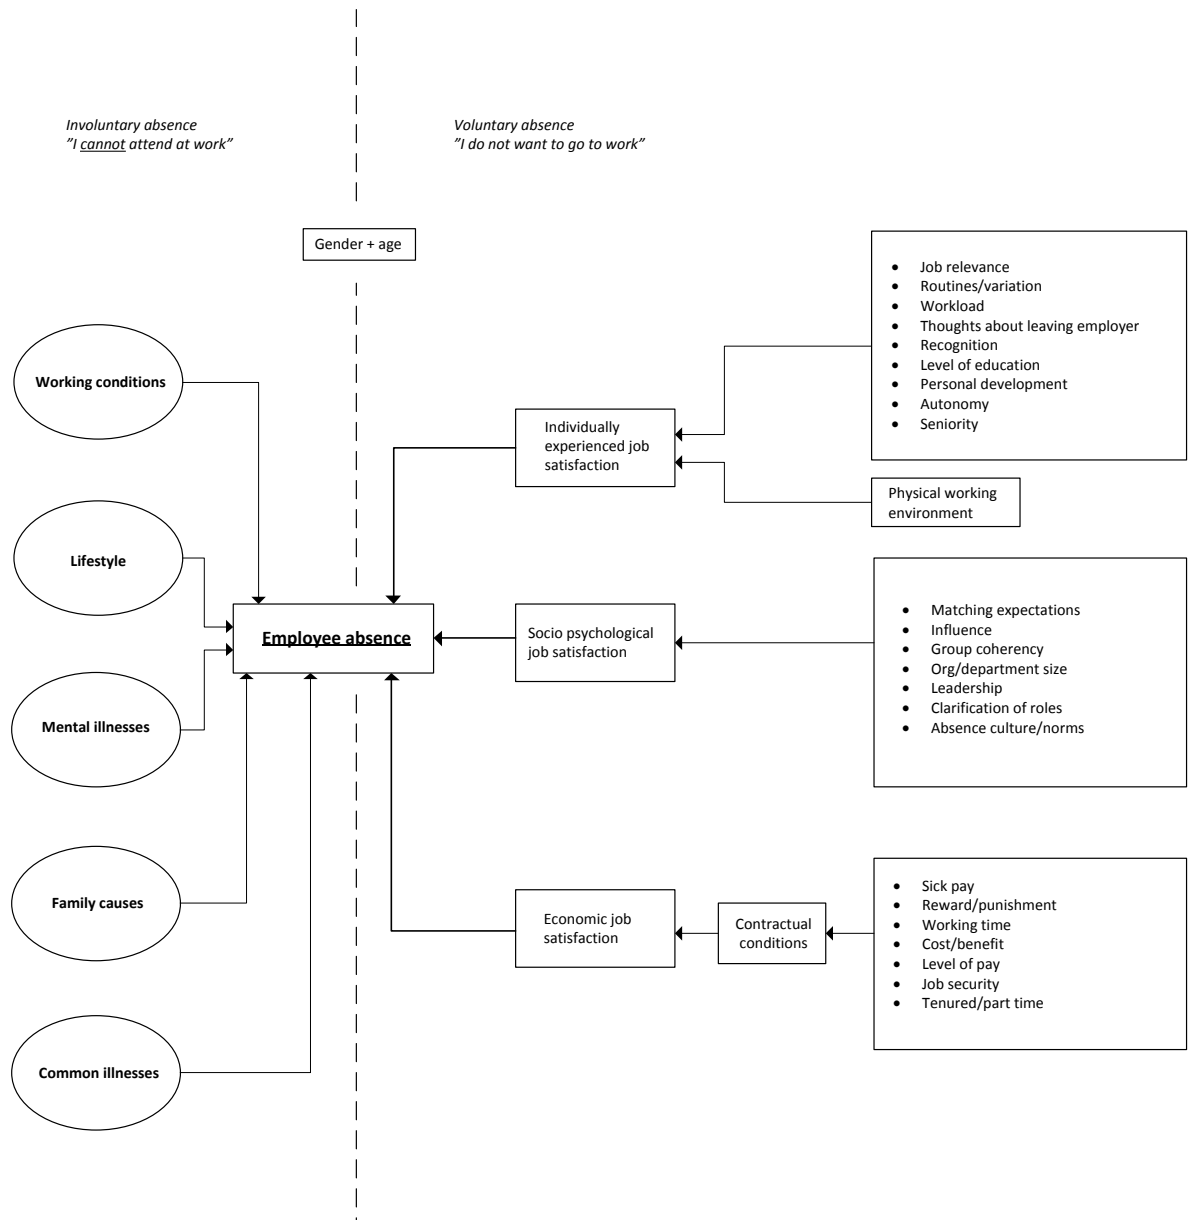 Involuntary absence
”I cannot attend at work”
Voluntary absence
”I do not want to go to work”
Gender + age
Working conditions
Lifestyle
Mental illnesses
Family causes
Common illnesses
Employee absence
Individually
experienced job
satisfaction
Socio psychological
job satisfaction
Economic job
satisfaction
Contractual
conditions
• Job relevance
• Routines/variation
• Workload
• Thoughts about leaving employer
• Recognition
• Level of education
• Personal development
• Autonomy
• Seniority
Physical working
environment
• Matching expectations
• Influence
• Group coherency
• Org/department size
• Leadership
• Clarification of roles
• Absence culture/norms
• Sick pay
• Reward/punishment
• Working time
• Cost/benefit
• Level of pay
• Job security
• Tenured/part time